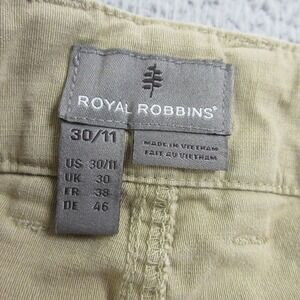 ROYAL ROBBINS®
30/11
US 30/11
UK 30
FR 38
DE 46
MADE IN VIETNAM
FAIT AU VIETNAM